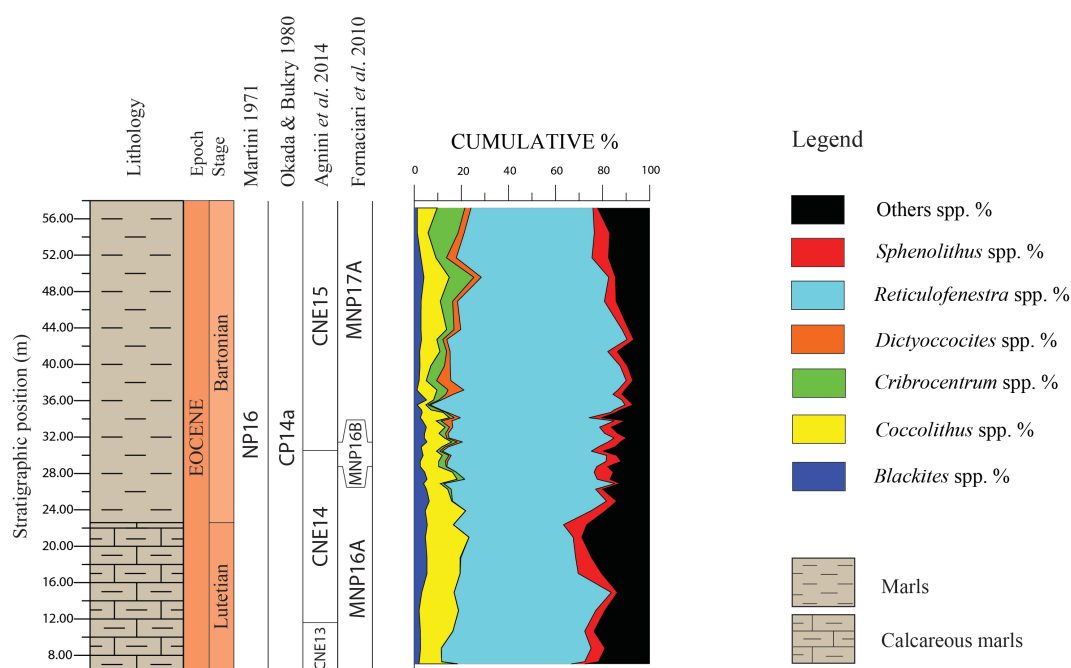 Lithology
Epoch
Stage
Martini 1971
Okada & Bukry 1980
Agnini et al. 2014
Fornaciari et al. 2010
CUMULATIVE %
0 20 40 60 80 100
Stratigraphic position (m)
56.00
52.00
48.00
44.00
40.00
36.00
32.00
28.00
24.00
20.00
16.00
12.00
8.00
EOCENE
Bartonian
Lutetian
NP16
CP14a
CNE15
CNE14
CNE13
MNP17A
MNP16B
MNP16A
Legend
Others spp. %
Sphenolithus spp. %
Reticulofenestra spp. %
Dictyoccocites spp. %
Cribrocentrum spp. %
Coccolithus spp. %
Blackites spp. %
Marls
Calcareous marls